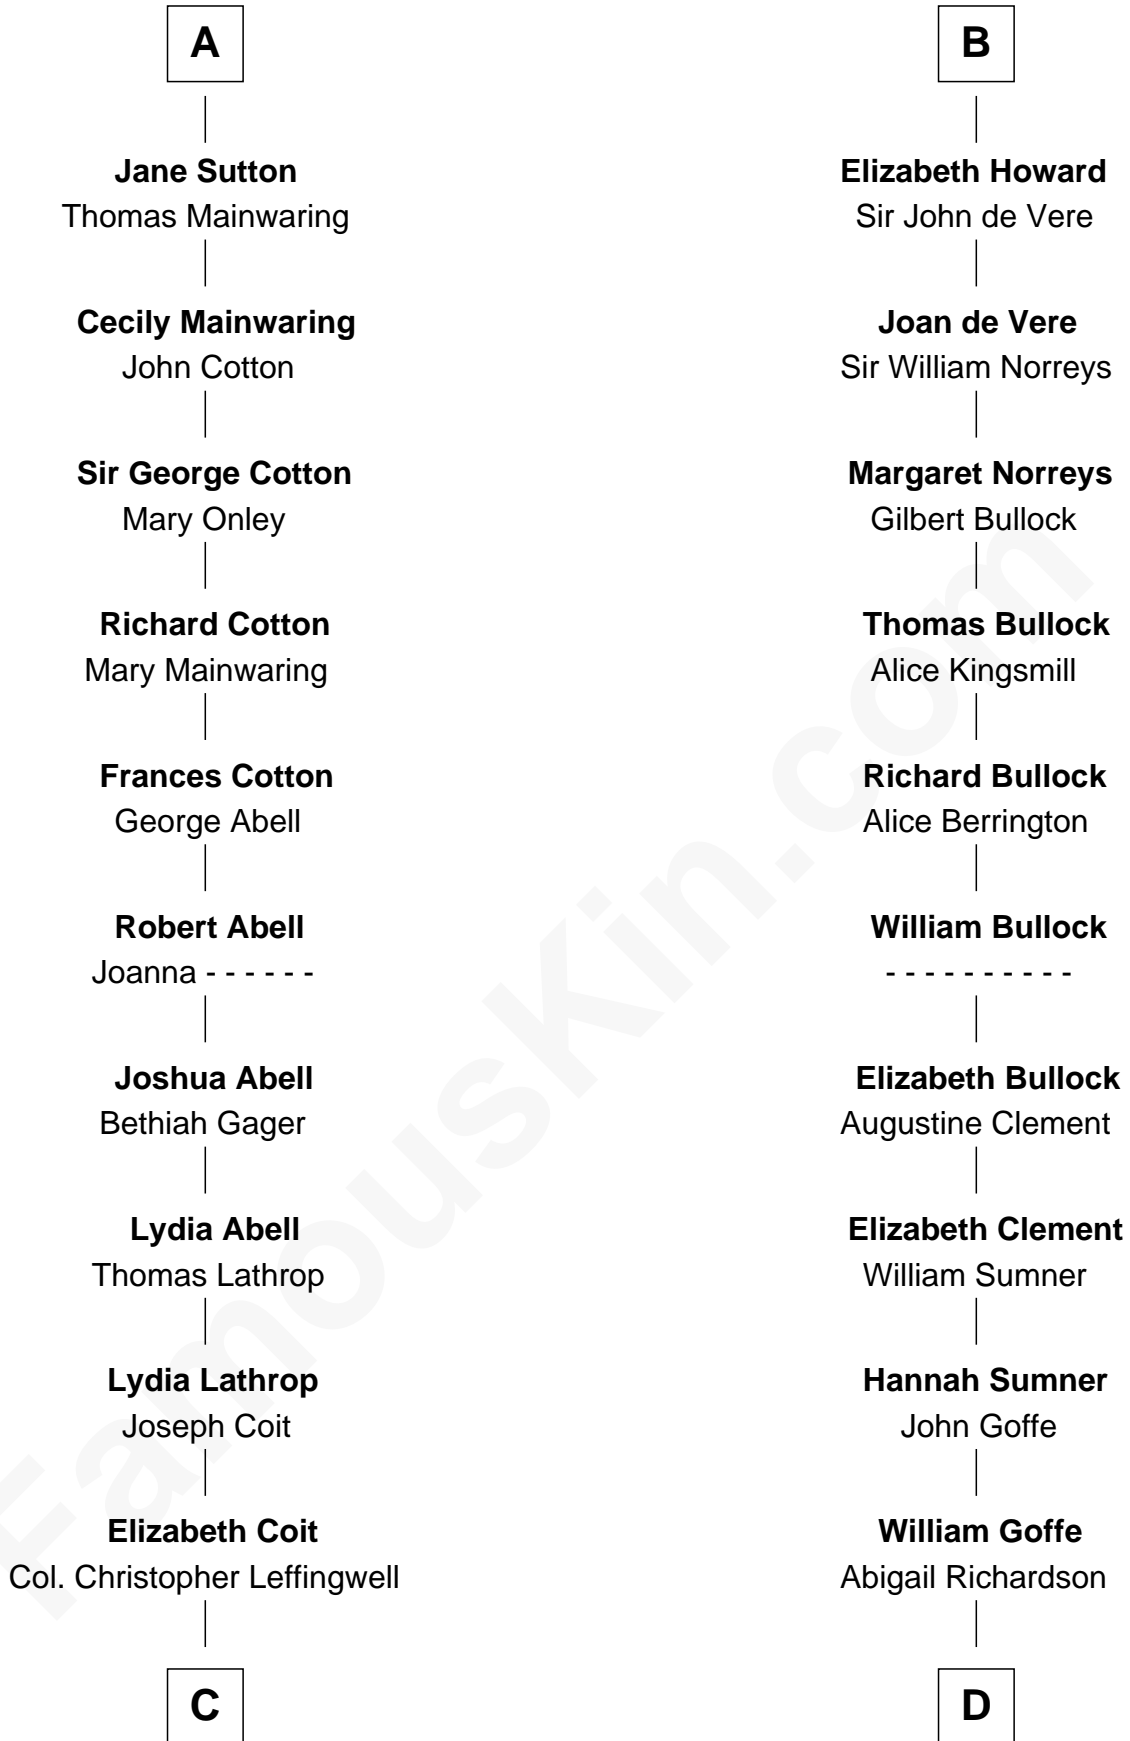 A
Jane Sutton
Thomas Mainwaring
Cecily Mainwaring
John Cotton
Sir George Cotton
Mary Onley
Richard Cotton
Mary Mainwaring
Frances Cotton
George Abell
Robert Abell
Joanna - - - - - -
Joshua Abell
Bethiah Gager
Lydia Abell
Thomas Lathrop
Lydia Lathrop
Joseph Coit
Elizabeth Coit
Col. Christopher Leffingwell
C
B
Elizabeth Howard
Sir John de Vere
Joan de Vere
Sir William Norreys
Margaret Norreys
Gilbert Bullock
Thomas Bullock
Alice Kingsmill
Richard Bullock
Alice Berrington
William Bullock
- - - - - - - - - -
Elizabeth Bullock
Augustine Clement
Elizabeth Clement
William Sumner
Hannah Sumner
John Goffe
William Goffe
Abigail Richardson
D
FamousKin.com